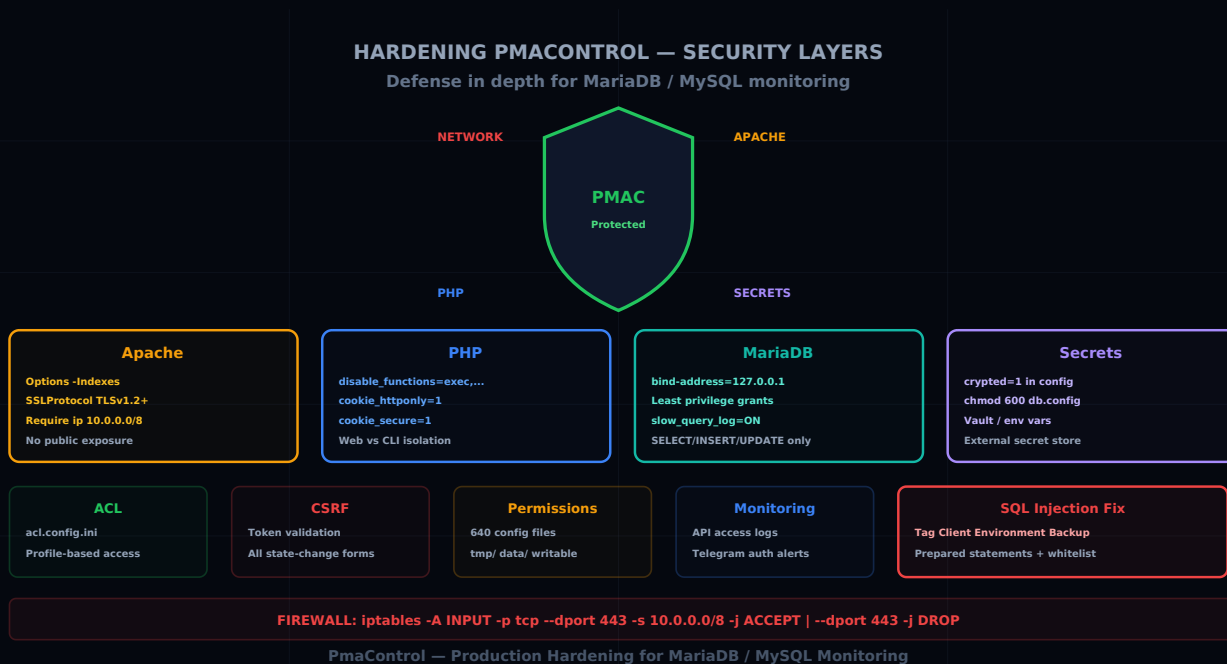 HARDENING PMACONTROL — SECURITY LAYERS
Defense in depth for MariaDB / MySQL monitoring
NETWORK
APACHE
PMAC
Protected
PHP
SECRETS
Apache
Options -Indexes
SSLProtocol TLSv1.2+
Require ip 10.0.0.0/8
No public exposure
PHP
disable_functions=exec,...
cookie_httponly=1
cookie_secure=1
Web vs CLI isolation
MariaDB
bind-address=127.0.0.1
Least privilege grants
slow_query_log=ON
SELECT/INSERT/UPDATE only
Secrets
crypted=1 in config
chmod 600 db.config
Vault / env vars
External secret store
ACL
acl.config.ini
Profile-based access
CSRF
Token validation
All state-change forms
Permissions
640 config files
tmp/ data/ writable
Monitoring
API access logs
Telegram auth alerts
SQL Injection Fix
Tag Client Environment Backup
Prepared statements + whitelist
FIREWALL: iptables -A INPUT -p tcp --dport 443 -s 10.0.0.0/8 -j ACCEPT | --dport 443 -j DROP
PmaControl — Production Hardening for MariaDB / MySQL Monitoring